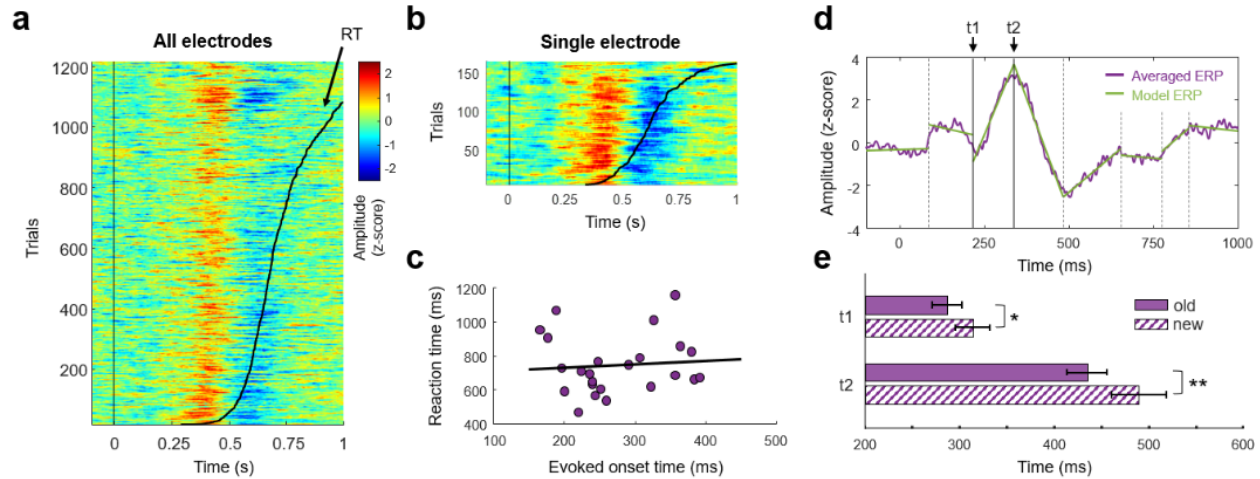 a
All electrodes
RT
1200
1000
800
600
400
200
Trials
0
0.25
0.5
0.75
1
Time (s)
2
1
0
-1
-2
Amplitude
(z-score)
b
Single electrode
150
100
50
Trials
0
0.25
0.5
0.75
1
Time (s)
c
1200
1000
800
600
400
Reaction time (ms)
100
200
300
400
500
Evoked onset time (ms)
d
t1
t2
4
2
0
-2
-4
Amplitude (z-score)
Averaged ERP
Model ERP
0
250
500
750
1000
Time (ms)
e
t1
t2
old
new
*
**
200
300
400
500
600
Time (ms)